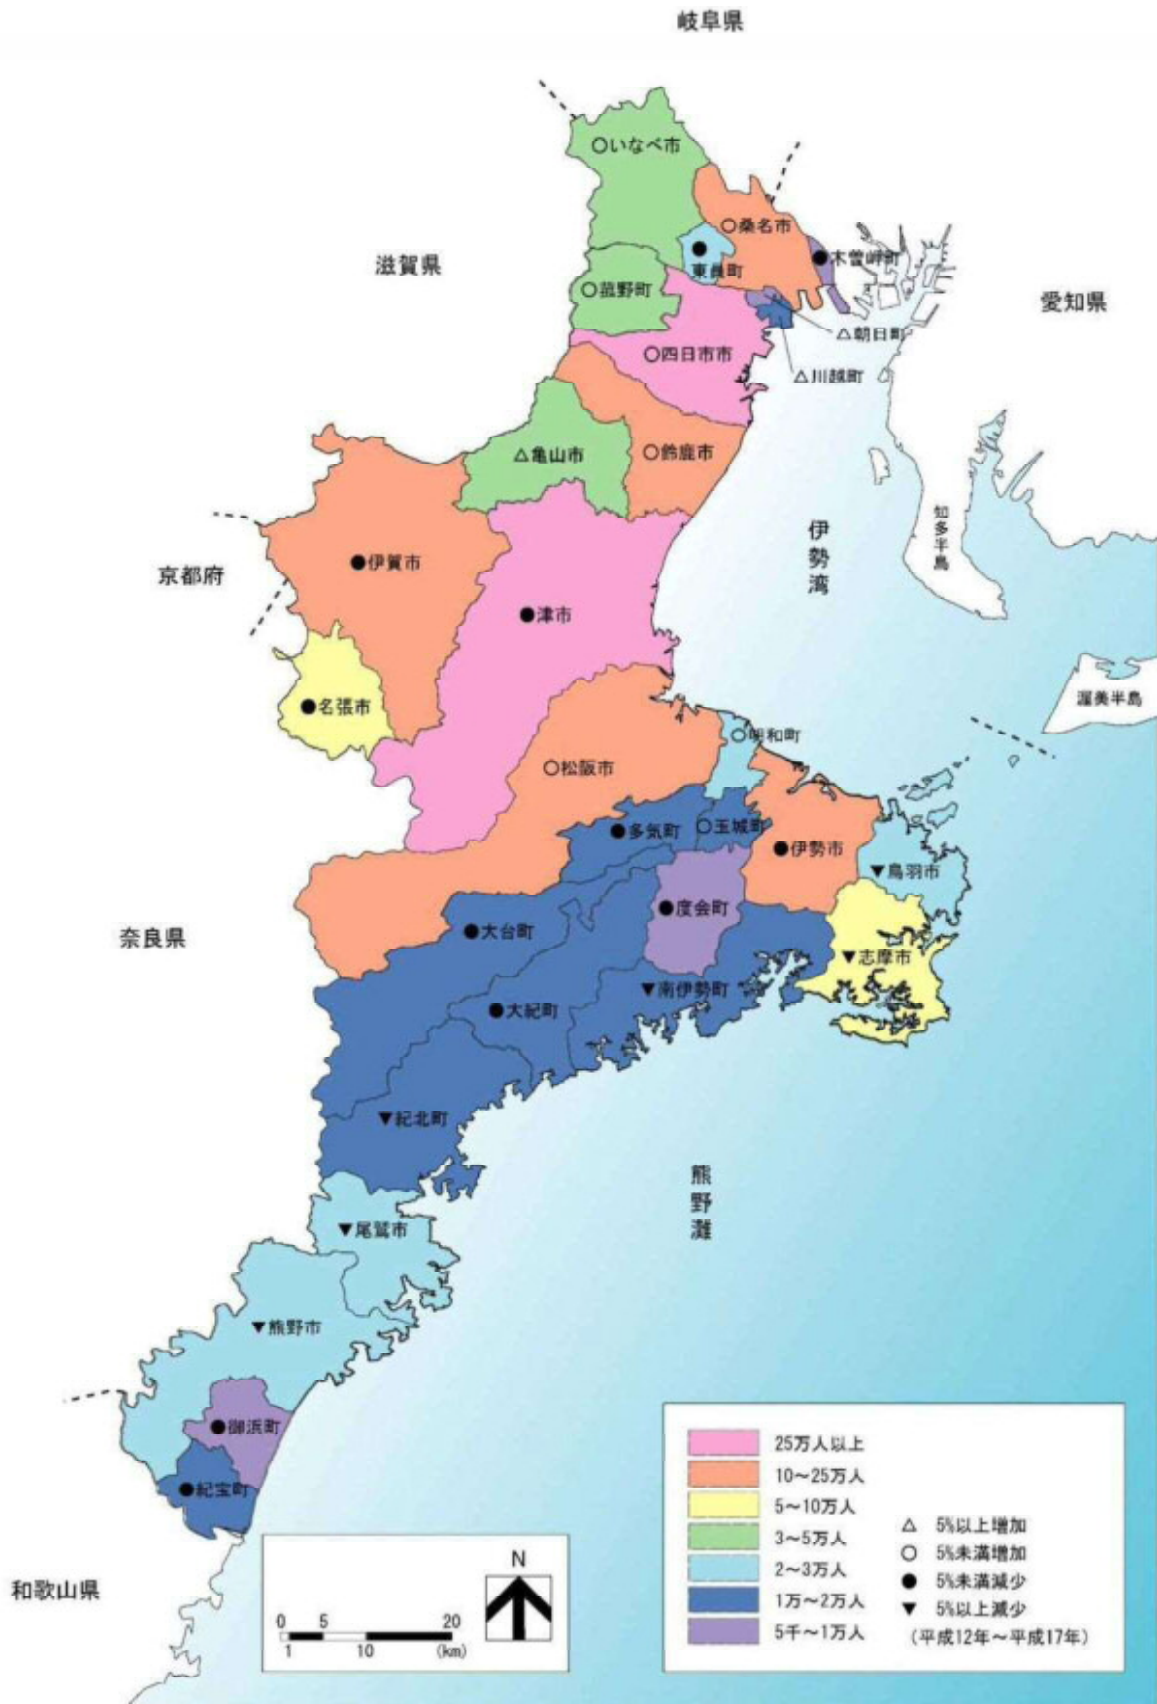 岐阜県
○いなべ市
○桑名市
●
東員町
●木曽岬町
滋賀県
○菰野町
愛知県
△朝日町
○四日市市
△川越町
△亀山市
○鈴鹿市
伊勢湾
知多半島
●伊賀市
京都府
●津市
●名張市
渥美半島
○明和町
○松阪市
●多気町
○玉城町
●伊勢市
▼鳥羽市
●度会町
奈良県
●大台町
▼志摩市
▼南伊勢町
●大紀町
▼紀北町
熊野灘
▼尾鷲市
▼熊野市
●御浜町
●紀宝町
和歌山県
25万人以上
10～25万人
5～10万人
3～5万人
2～3万人
1万～2万人
5千～1万人
△ 5%以上増加
○ 5%未満増加
● 5%未満減少
▼ 5%以上減少
(平成12年～平成17年)
N
0 5 20
1 10 (km)